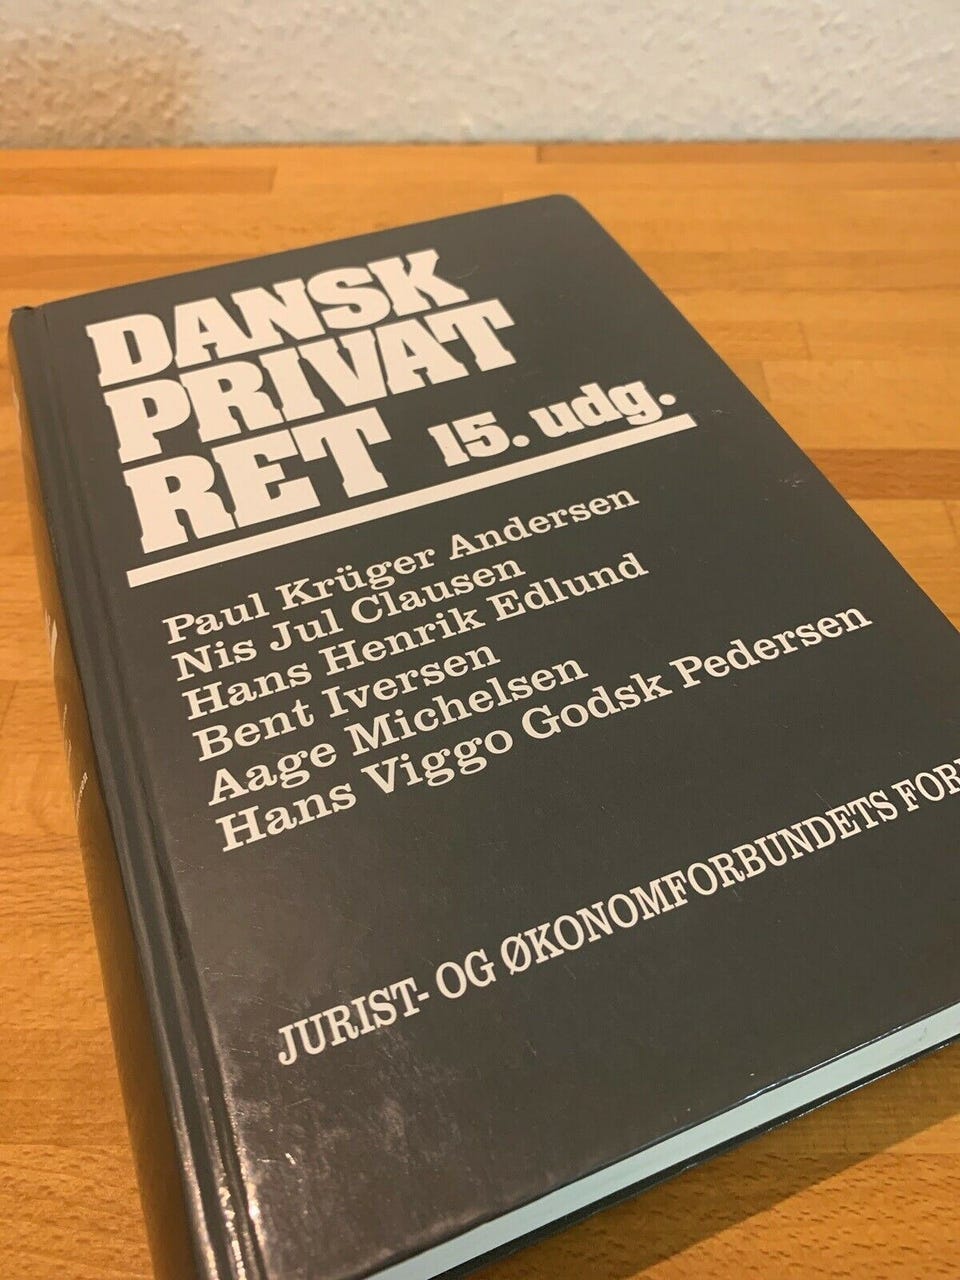 DANSK
PRIVAT
RET 15. udg.
Paul Krüger Andersen
Nis Jul Clausen
Hans Henrik Edlund
Bent Iversen
Aage Michelsen
Hans Viggo Godsk Pedersen
JURIST- OG ØKONOMFORBUNDETS